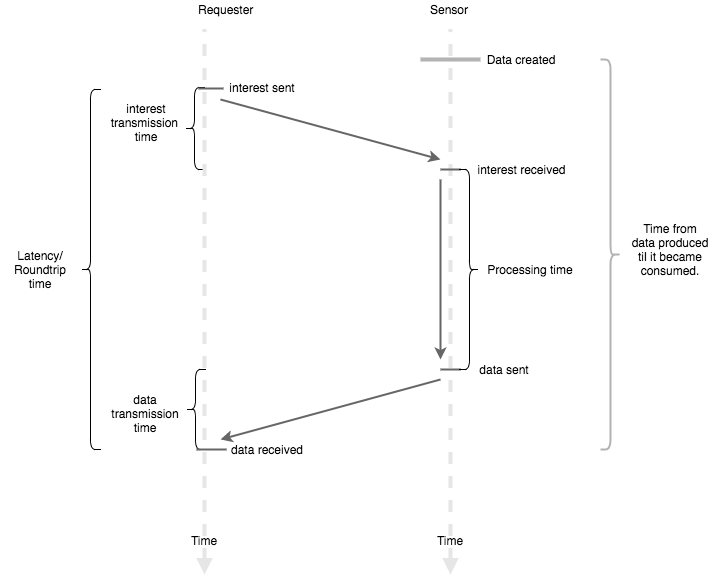 Requester
Sensor
Data created
interest sent
interest
transmission
time
interest received
Time from
data produced
til it became
consumed.
Latency/
Roundtrip
time
Processing time
data sent
data
transmission
time
data received
Time
Time